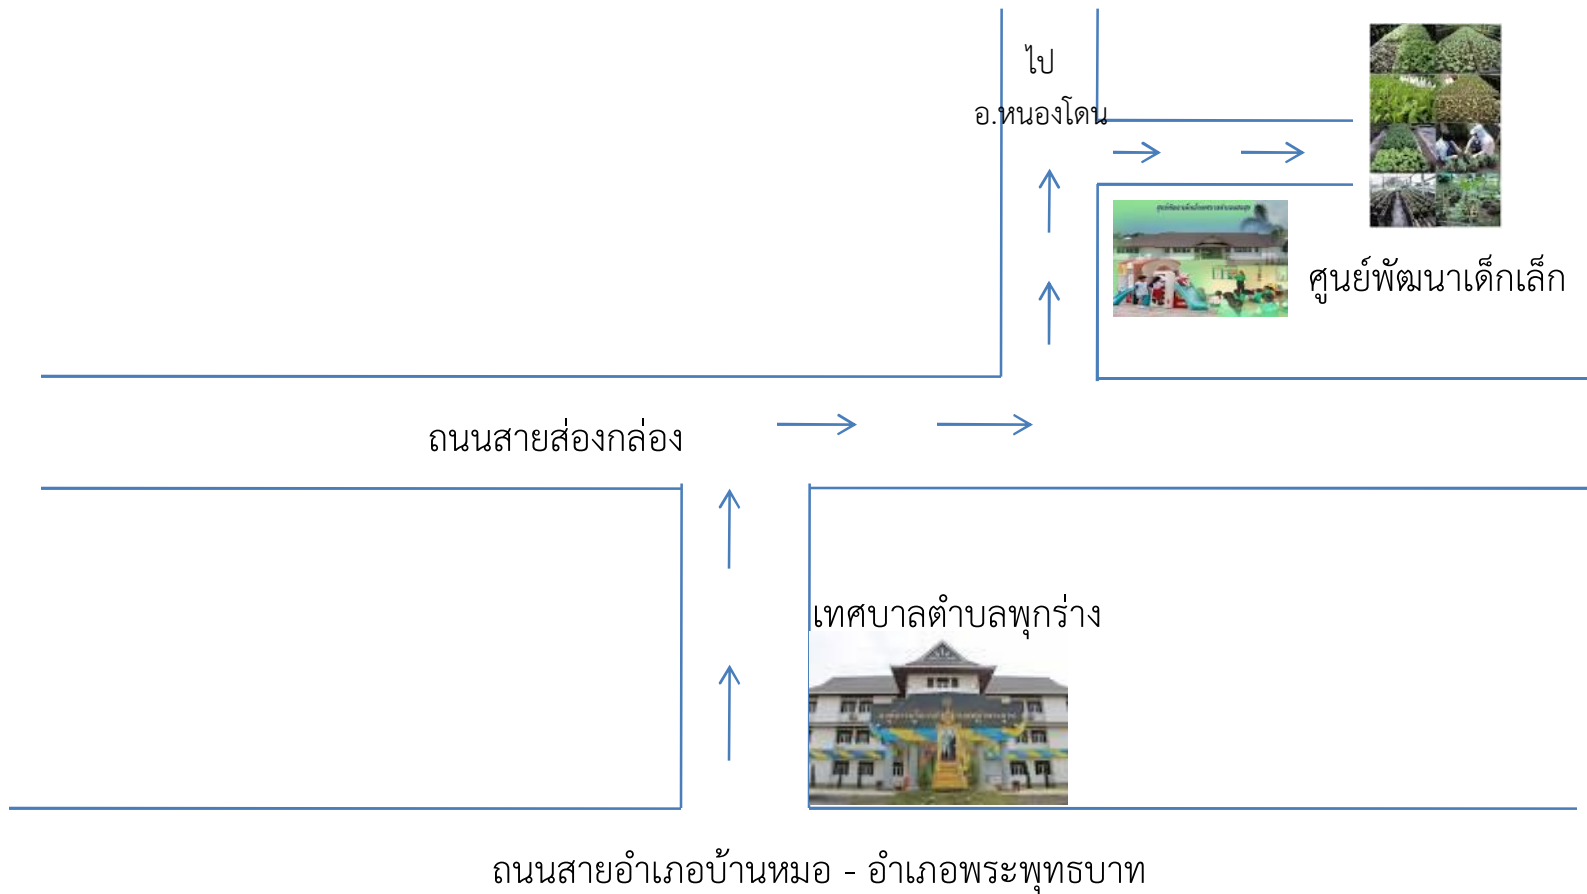 ไป
อ.หนองโดน
ศูนย์พัฒนาเด็กเล็ก
ถนนสายส่องกล่อง
เทศบาลตำบลพุกร่าง
ถนนสายอำเภอบ้านหมอ - อำเภอพระพุทธบาท